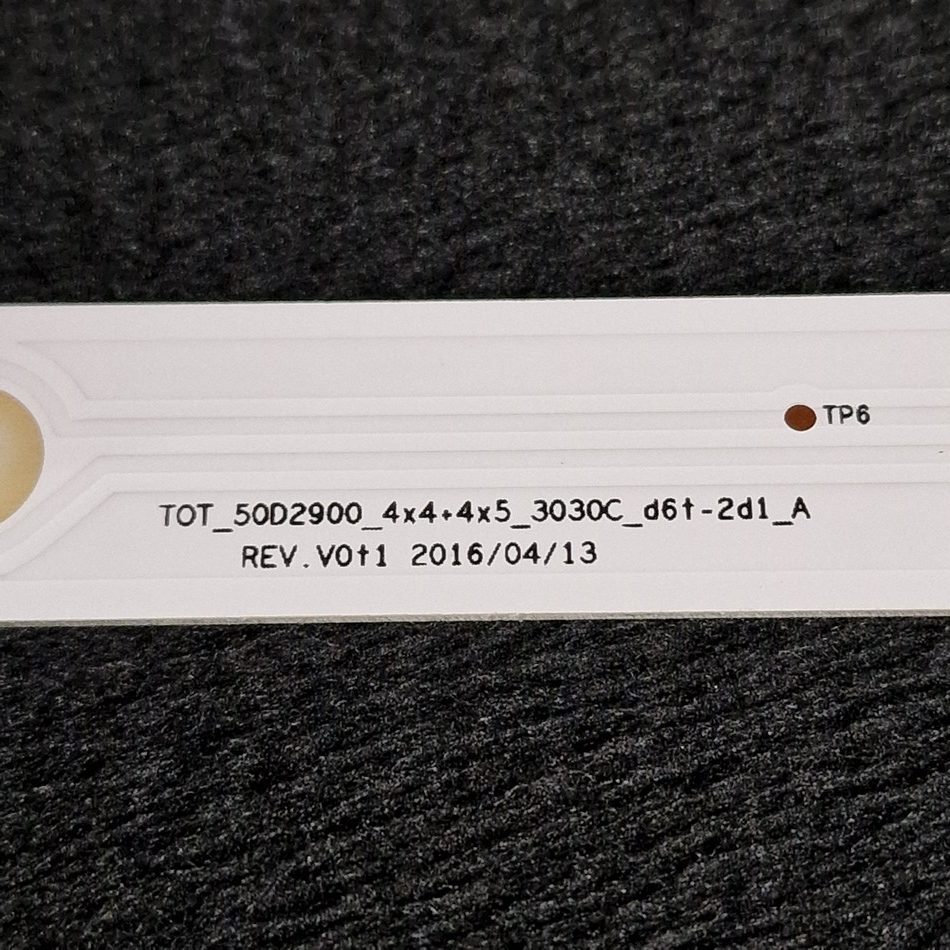 TP6
TOT_50D2900_4x4+4x5_3030C_d6t-2d1_A
REV.V0t1 2016/04/13